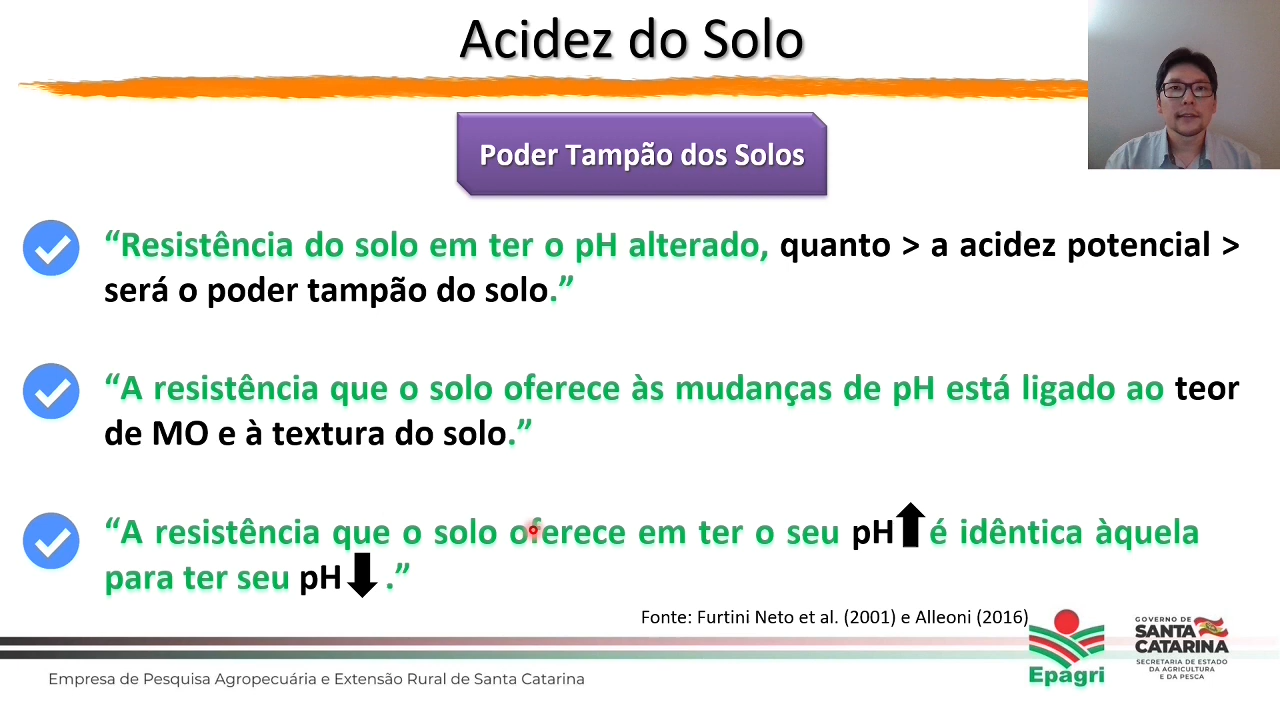 Acidez do Solo
Poder Tampão dos Solos
“Resistência do solo em ter o pH alterado, quanto > a acidez potencial >
será o poder tampão do solo.”
“A resistência que o solo oferece às mudanças de pH está ligado ao teor
de MO e à textura do solo.”
“A resistência que o solo oferece em ter o seu pH é idêntica àquela
para ter seu pH .”
Fonte: Furtini Neto et al. (2001) e Alleoni (2016)
Empresa de Pesquisa Agropecuária e Extensão Rural de Santa Catarina
Epagri
GOVERNO DE
SANTA
CATARINA
SECRETARIA DE ESTADO
DA AGRICULTURA
E DA PESCA